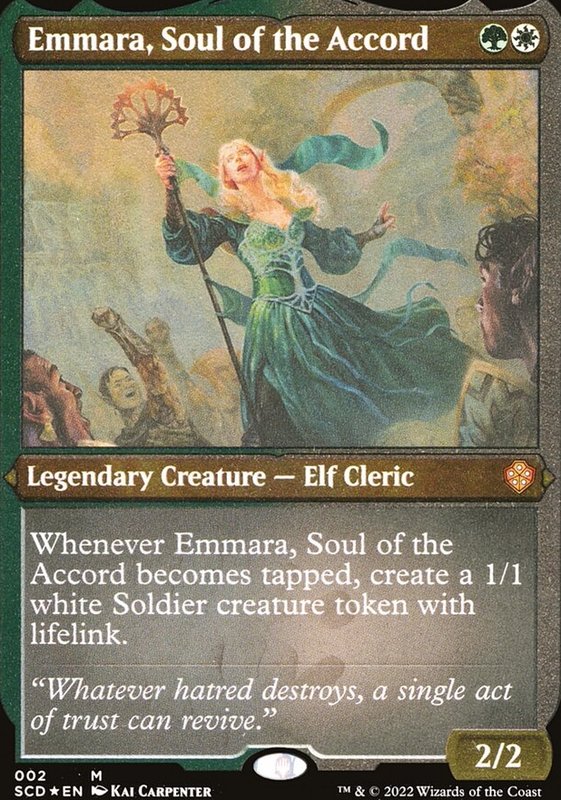 Emmara, Soul of the Accord
Legendary Creature — Elf Cleric
Whenever Emmara, Soul of the
Accord becomes tapped, create a 1/1
white Soldier creature token with
lifelink.
“Whatever hatred destroys, a single act
of trust can revive.”
2/2
002 M
SCD ★ EN Kai Carpenter
™ & © 2022 Wizards of the Coast